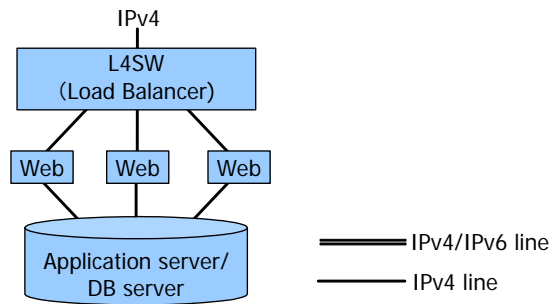 IPv4
L4SW
（Load Balancer）
Web
Web
Web
Application server/
DB server
IPv4/IPv6 line
IPv4 line